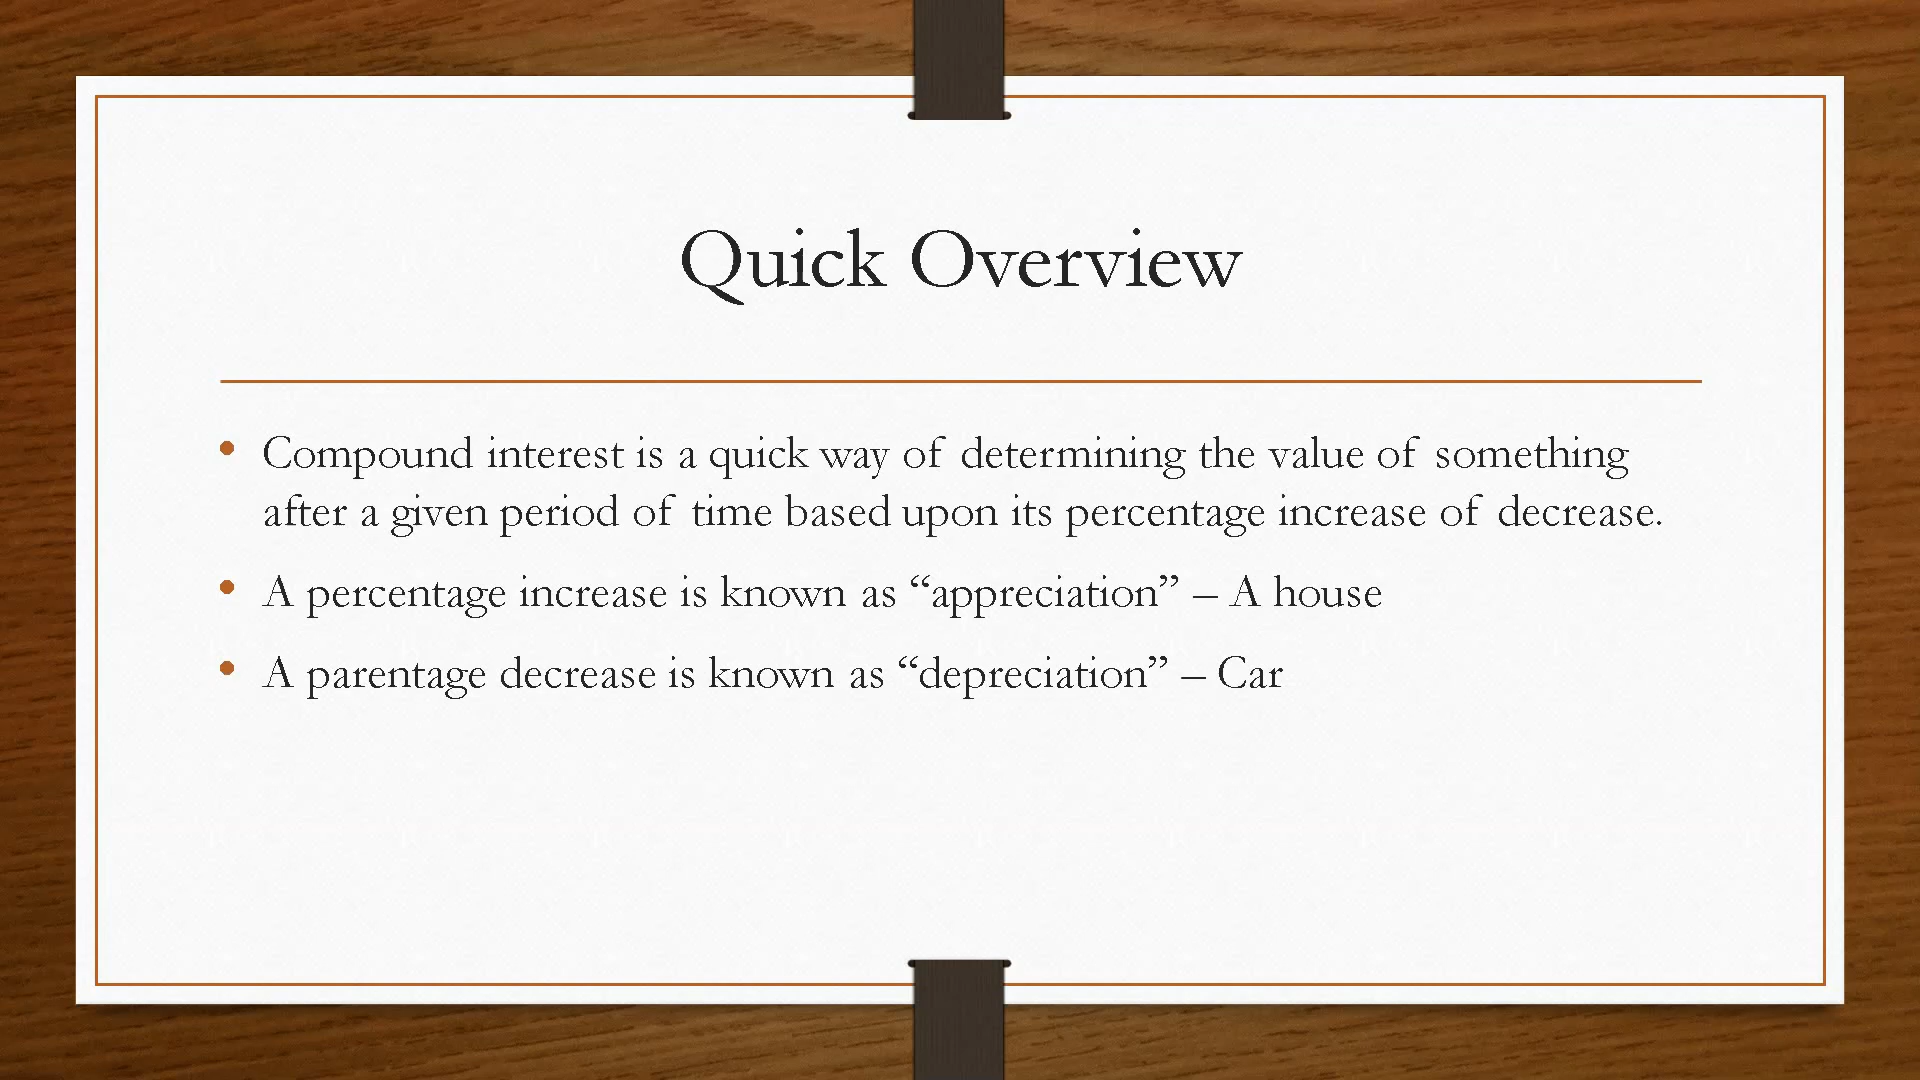 Quick Overview
• Compound interest is a quick way of determining the value of something
after a given period of time based upon its percentage increase of decrease.
• A percentage increase is known as “appreciation” – A house
• A parentage decrease is known as “depreciation” – Car